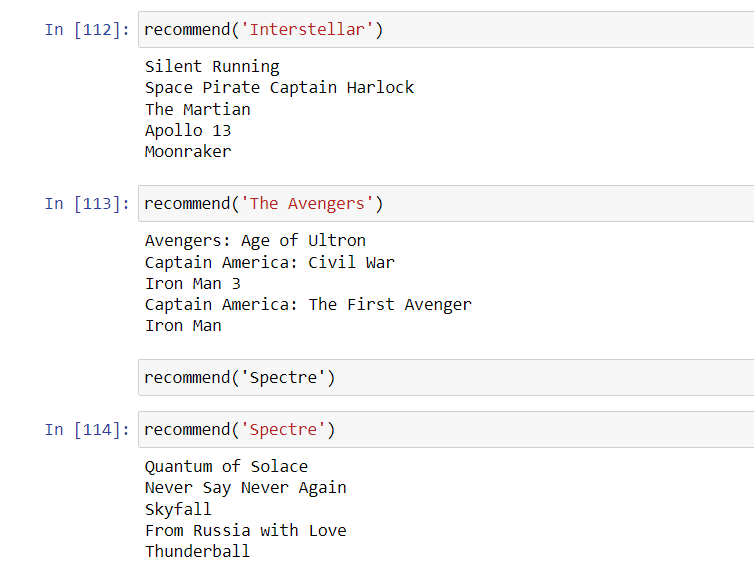 In [112]: recommend('Interstellar')
Silent Running
Space Pirate Captain Harlock
The Martian
Apollo 13
Moonraker
In [113]: recommend('The Avengers')
Avengers: Age of Ultron
Captain America: Civil War
Iron Man 3
Captain America: The First Avenger
Iron Man
recommend('Spectre')
In [114]: recommend('Spectre')
Quantum of Solace
Never Say Never Again
Skyfall
From Russia with Love
Thunderball